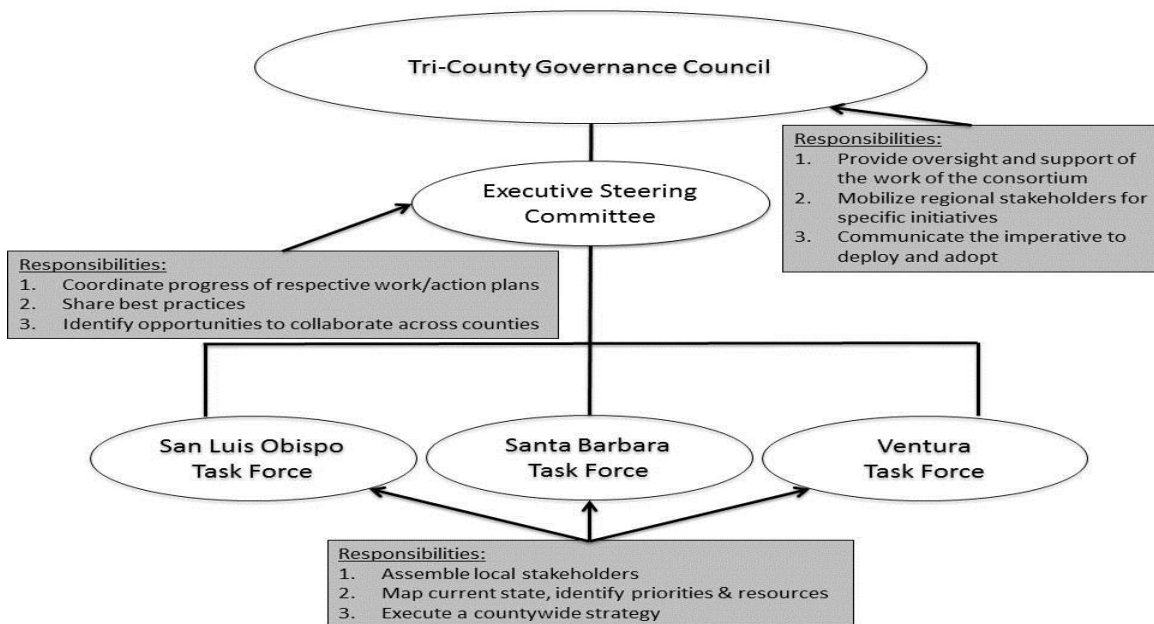 Tri-County Governance Council
Responsibilities:
1. Provide oversight and support of
the work of the consortium
2. Mobilize regional stakeholders for
specific initiatives
3. Communicate the imperative to
deploy and adopt
Executive Steering
Committee
Responsibilities:
1. Coordinate progress of respective work/action plans
2. Share best practices
3. Identify opportunities to collaborate across counties
San Luis Obispo
Task Force
Santa Barbara
Task Force
Ventura
Task Force
Responsibilities:
1. Assemble local stakeholders
2. Map current state, identify priorities & resources
3. Execute a countywide strategy